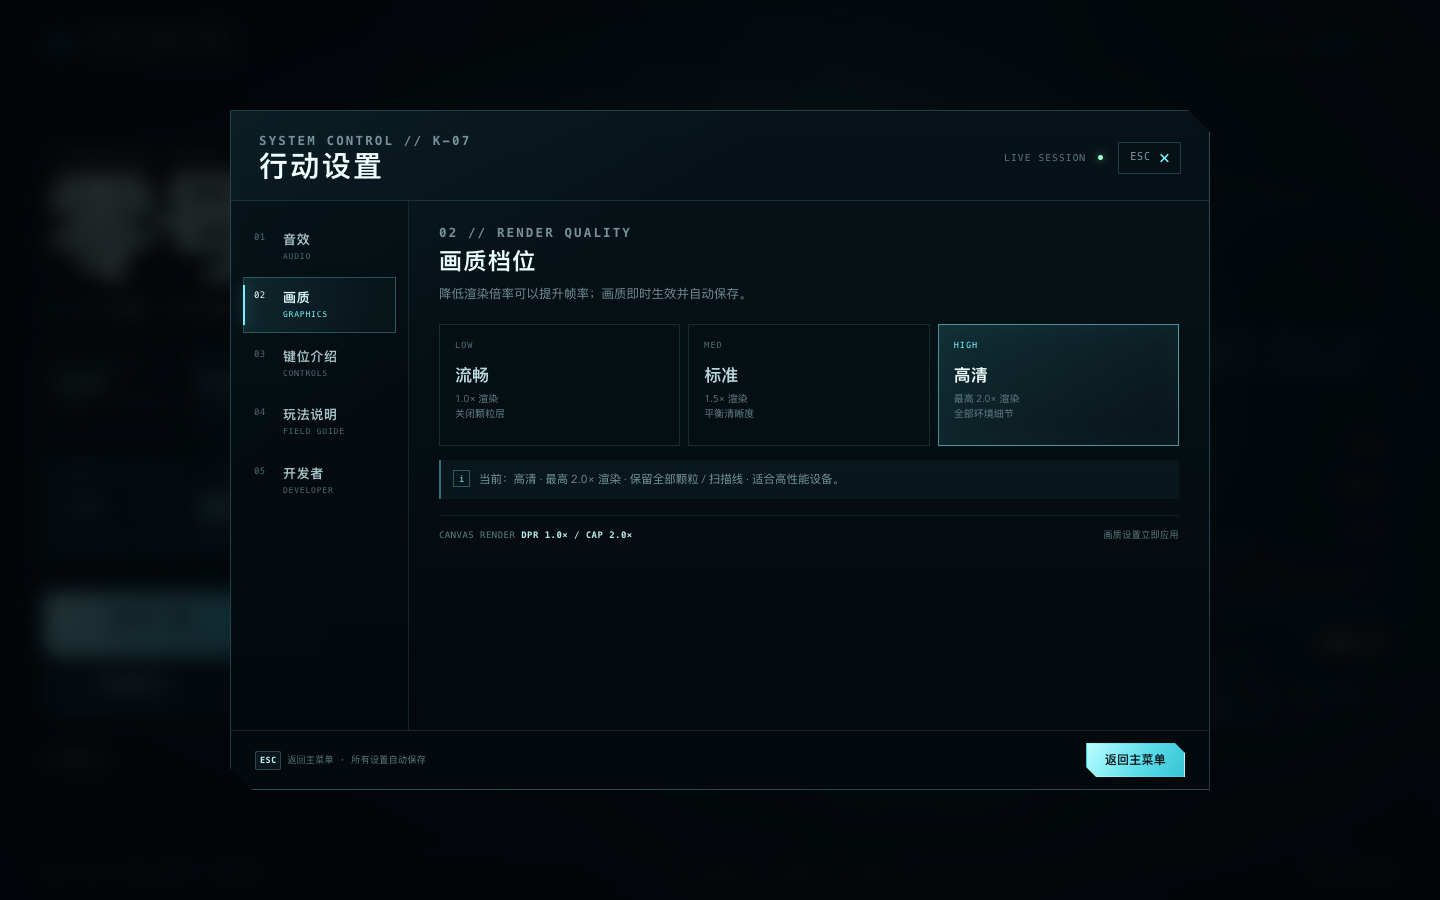 SYSTEM CONTROL // K-07
行动设置
LIVE SESSION
ESC ×
01 音效
AUDIO
02 画质
GRAPHICS
03 键位介绍
CONTROLS
04 玩法说明
FIELD GUIDE
05 开发者
DEVELOPER
02 // RENDER QUALITY
画质档位
降低渲染倍率可以提升帧率；画质即时生效并自动保存。
LOW
流畅
1.0× 渲染
关闭颗粒层
MED
标准
1.5× 渲染
平衡清晰度
HIGH
高清
最高 2.0× 渲染
全部环境细节
i 当前：高清 · 最高 2.0× 渲染 · 保留全部颗粒 / 扫描线 · 适合高性能设备。
CANVAS RENDER DPR 1.0× / CAP 2.0×
画质设置立即应用
ESC 返回主菜单 · 所有设置自动保存
返回主菜单